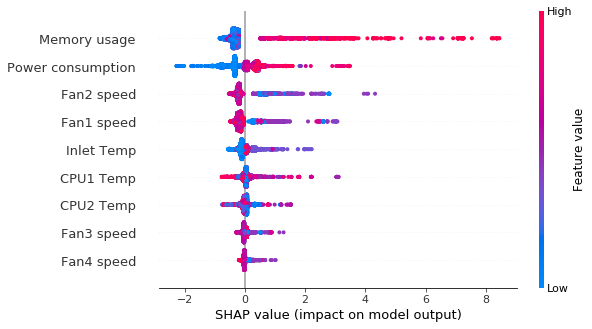 High
Memory usage
Power consumption
Fan2 speed
Fan1 speed
Inlet Temp
CPU1 Temp
CPU2 Temp
Fan3 speed
Fan4 speed
Feature value
Low
−2 0 2 4 6 8
SHAP value (impact on model output)